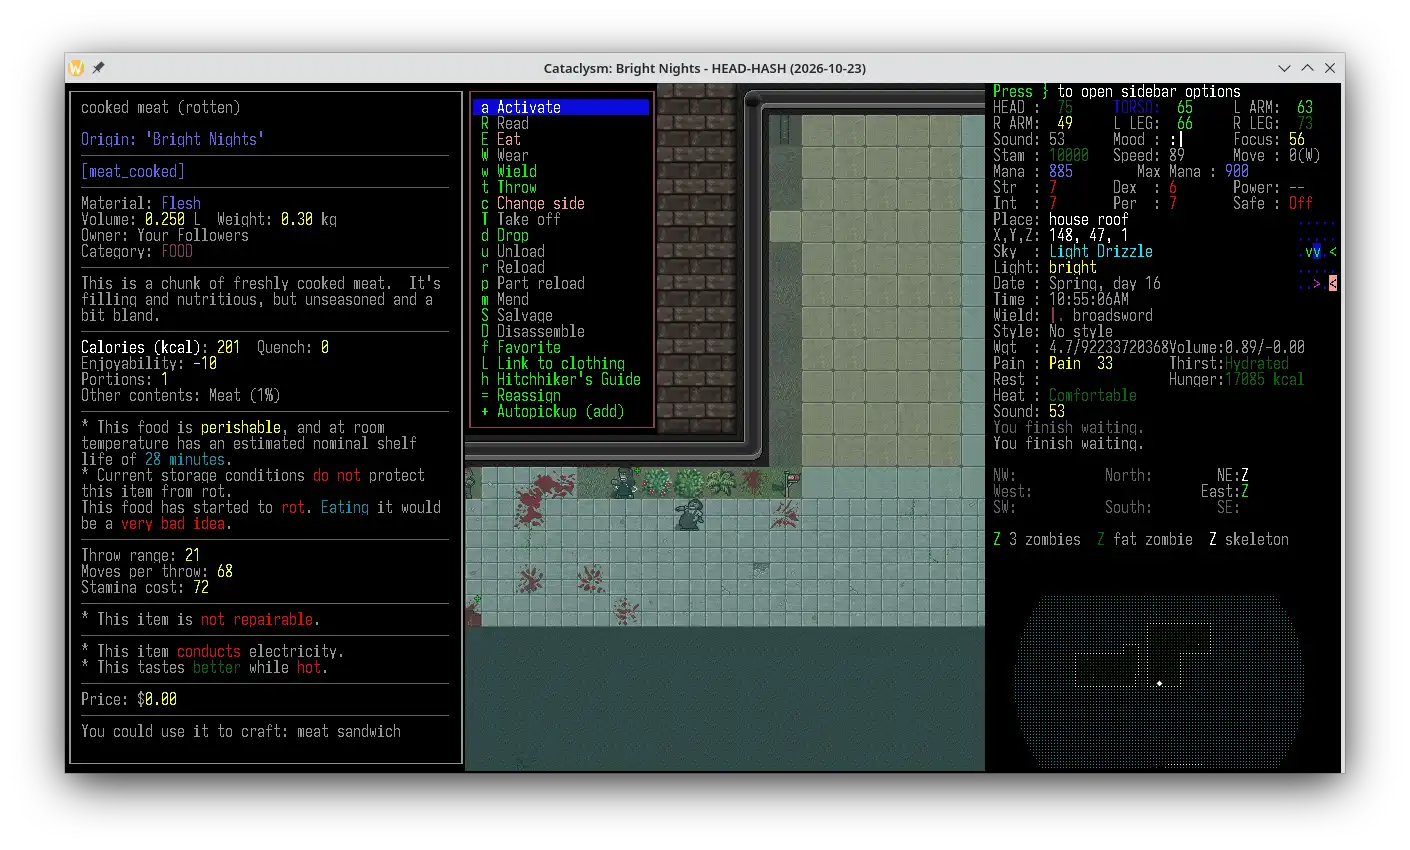 Cataclysm: Bright Nights - HEAD-HASH (2026-10-23)
cooked meat (rotten)
Origin: 'Bright Nights'
[meat_cooked]
Material: Flesh
Volume: 0.250 L  Weight: 0.30 kg
Owner: Your Followers
Category: FOOD
This is a chunk of freshly cooked meat.  It's
filling and nutritious, but unseasoned and a
bit bland.
Calories (kcal): 201  Quench: 0
Enjoyability: -10
Portions: 1
Other contents: Meat (1%)
* This food is perishable, and at room
temperature has an estimated nominal shelf
life of 28 minutes.
* Current storage conditions do not protect
this item from rot.
This food has started to rot. Eating it would
be a very bad idea.
Throw range: 21
Moves per throw: 68
Stamina cost: 72
* This item is not repairable.
* This item conducts electricity.
* This tastes better while hot.
Price: $0.00
You could use it to craft: meat sandwich
a Activate
R Read
E Eat
W Wear
w Wield
t Throw
c Change side
T Take off
d Drop
u Unload
r Reload
p Part reload
m Mend
S Salvage
D Disassemble
f Favorite
L Link to clothing
h Hitchhiker's Guide
= Reassign
+ Autopickup (add)
Press } to open sidebar options
HEAD : 75 TORSO: 65 L ARM: 63
R ARM: 49 L LEG: 66 R LEG: 73
Sound: 53 Mood : :| Focus: 56
Stam : 10000 Speed: 89 Move : 0(W)
Mana : 885 Max Mana : 900
Str : 7 Dex : 6 Power: --
Int : 7 Per : 7 Safe : Off
Place: house roof
X,Y,Z: 148, 47, 1
Sky : Light Drizzle
Light: bright
Date : Spring, day 16
Time : 10:55:06AM
Wield: |. broadsword
Style: No style
Wgt : 4.7/92233720368Volume:0.89/-0.00
Pain : Pain 33 Thirst:Hydrated
Rest : Hunger:17085 kcal
Heat : Comfortable
Sound: 53
You finish waiting.
You finish waiting.
NW: North: NE:Z
West: East:Z
SW: South: SE:
Z 3 zombies  Z fat zombie  Z skeleton